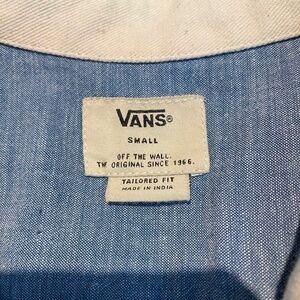 VANS®
SMALL
OFF THE WALL.
THE ORIGINAL SINCE 1966.
TAILORED FIT
MADE IN INDIA